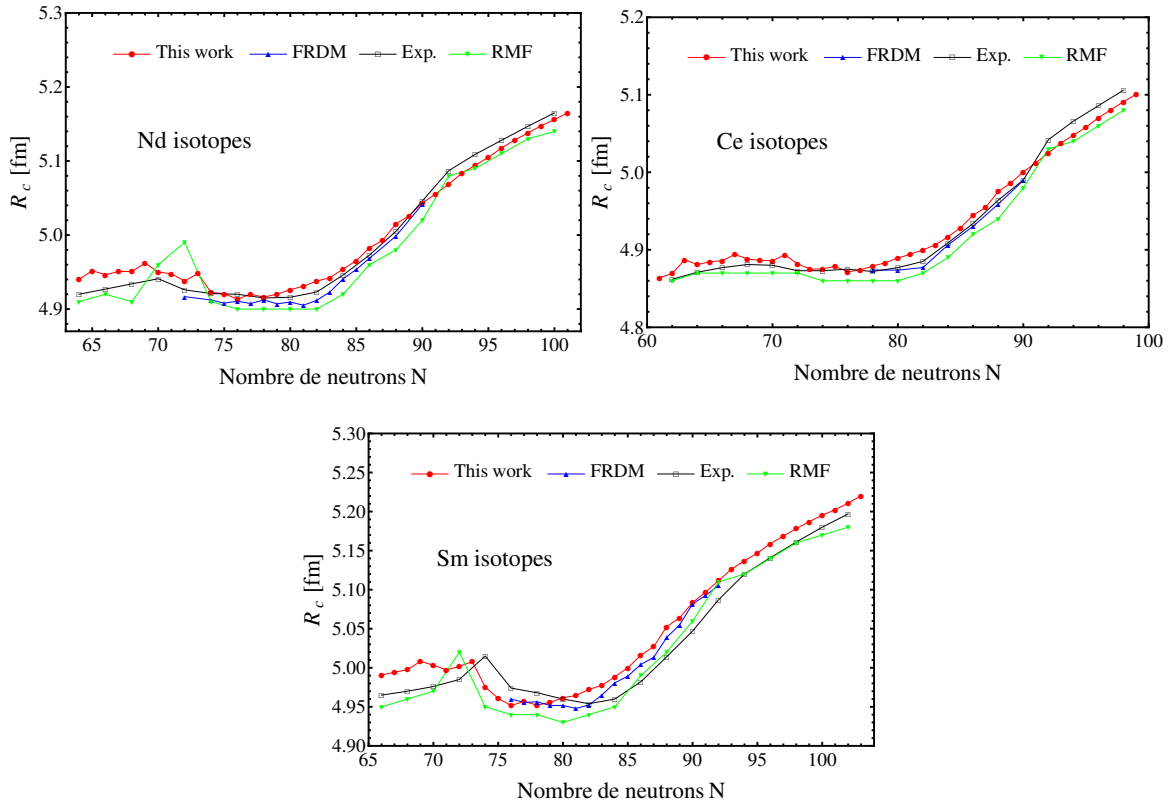 5.3
5.2
5.1
5.0
4.9
R c [fm]
This work FRDM Exp. RMF
Nd isotopes
65 70 75 80 85 90 95 100
Nombre de neutrons N
5.2
5.1
5.0
4.9
4.8
R c [fm]
This work FRDM Exp. RMF
Ce isotopes
60 70 80 90 100
Nombre de neutrons N
5.30
5.25
5.20
5.15
5.10
5.05
5.00
4.95
4.90
R c [fm]
This work FRDM Exp. RMF
Sm isotopes
65 70 75 80 85 90 95 100
Nombre de neutrons N